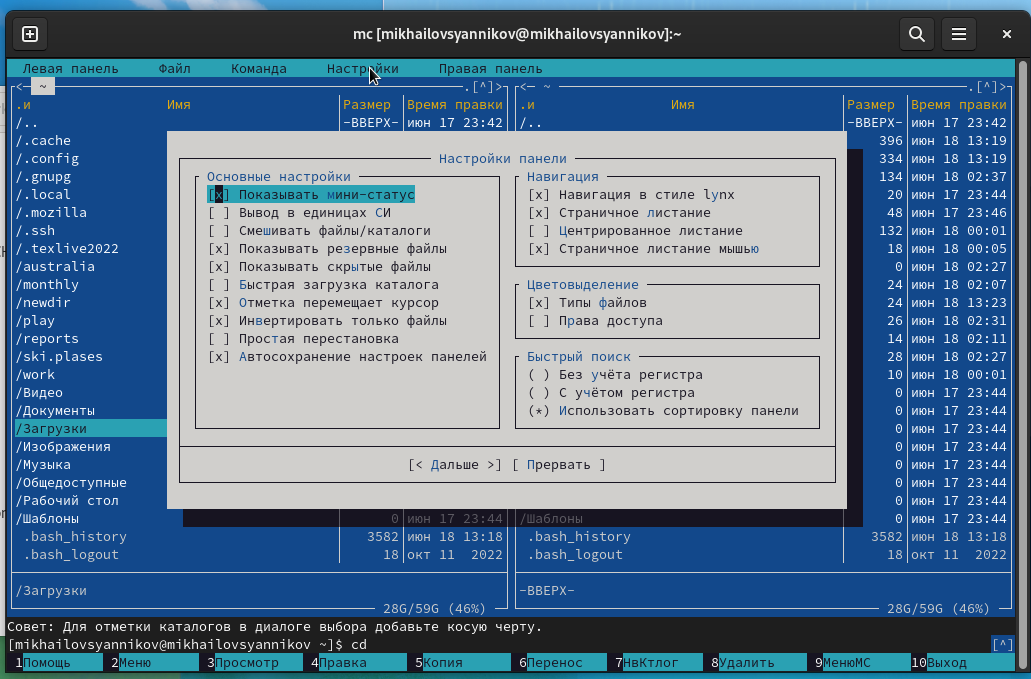 mc [mikhailovsyannikov@mikhailovsyannikov]:~
Левая панель Файл Команда Настройки Правая панель
<— ~ .[^]> <— ~ .[^]>
.и Имя Размер Время правки .и Имя Размер Время правки
/.. -ВВЕРХ- июн 17 23:42 /.. -ВВЕРХ- июн 17 23:42
/.cache 396 июн 18 13:19
/.config 334 июн 18 13:19
/.gnupg 134 июн 18 02:37
/.local 20 июн 17 23:44
/.mozilla 48 июн 17 23:46
/.ssh 132 июн 18 00:01
/.texlive2022 18 июн 18 00:05
/australia 0 июн 18 02:27
/monthly 24 июн 18 02:07
/newdir 24 июн 18 13:23
/play 26 июн 18 02:31
/reports 14 июн 18 02:11
/ski.plases 28 июн 18 02:27
/work 10 июн 18 00:01
/Видео 0 июн 17 23:44
/Документы 0 июн 17 23:44
/Загрузки 0 июн 17 23:44
/Изображения 0 июн 17 23:44
/Музыка 0 июн 17 23:44
/Общедоступные 0 июн 17 23:44
/Рабочий стол 0 июн 17 23:44
Настройки панели
Основные настройки
[x] Показывать мини-статус
[ ] Вывод в единицах СИ
[ ] Смешивать файлы/каталоги
[x] Показывать резервные файлы
[x] Показывать скрытые файлы
[ ] Быстрая загрузка каталога
[x] Отметка перемещает курсор
[x] Инвертировать только файлы
[ ] Простая перестановка
[x] Автосохранение настроек панелей
Навигация
[x] Навигация в стиле lynx
[x] Страничное листание
[ ] Центрированное листание
[x] Страничное листание мышью
Цветовыделение
[x] Типы файлов
[ ] Права доступа
Быстрый поиск
( ) Без учёта регистра
( ) С учётом регистра
(*) Использовать сортировку панели
[< Дальше >] [ Прервать ]
/Шаблоны 0 июн 17 23:44 /Шаблоны 0 июн 17 23:44
.bash_history 3582 июн 18 13:18 .bash_history 3582 июн 18 13:18
.bash_logout 18 окт 11 2022 .bash_logout 18 окт 11 2022
/Загрузки -ВВЕРХ-
28G/59G (46%) 28G/59G (46%)
Совет: Для отметки каталогов в диалоге выбора добавьте косую черту.
[mikhailovsyannikov@mikhailovsyannikov ~]$ cd [^]
1Помощь 2Меню 3Просмотр 4Правка 5Копия 6Перенос 7НвКтлог 8Удалить 9МенюМС 10Выход